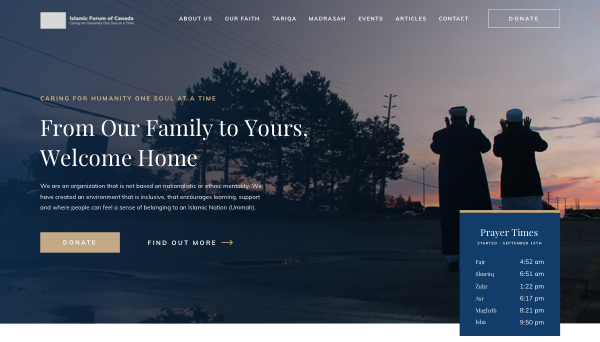 Islamic Forum of Canada
Caring for Humanity One Soul at a Time
ABOUT US OUR FAITH TARIQA MADRASAH EVENTS ARTICLES CONTACT DONATE
CARING FOR HUMANITY ONE SOUL AT A TIME
From Our Family to Yours,
Welcome Home
We are an organization that is not based on nationalistic or ethnic mentality. We
have created an environment that is inclusive, that encourages learning, support
and where people can feel a sense of belonging to an Islamic Nation (Ummah).
DONATE FIND OUT MORE
Prayer Times
STARTED - SEPTEMBER 15TH
Fajr 4:52 am
Shuruq 6:51 am
Zuhr 1:22 pm
Asr 6:17 pm
Maghrib 8:21 pm
Isha 9:50 pm